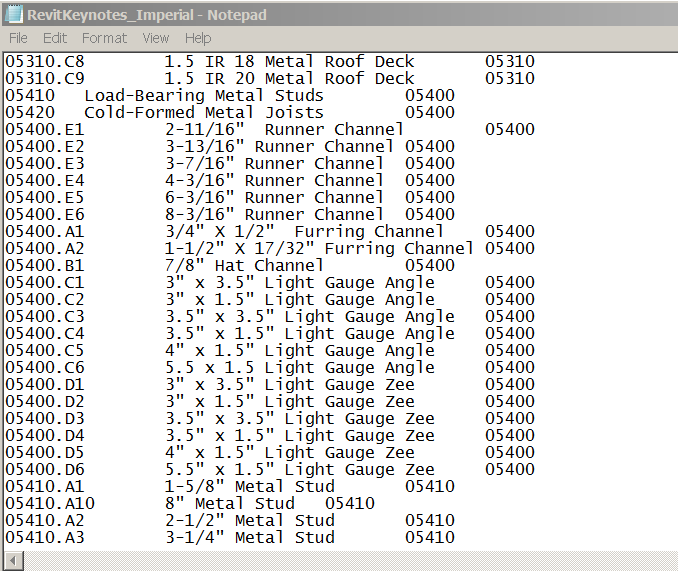 RevitKeynotes_Imperial - Notepad
File Edit Format View Help
05310.C8 1.5 IR 18 Metal Roof Deck 05310
05310.C9 1.5 IR 20 Metal Roof Deck 05310
05410 Load-Bearing Metal Studs 05400
05420 Cold-Formed Metal Joists 05400
05400.E1 2-11/16" Runner Channel 05400
05400.E2 3-13/16" Runner Channel 05400
05400.E3 3-7/16" Runner Channel 05400
05400.E4 4-3/16" Runner Channel 05400
05400.E5 6-3/16" Runner Channel 05400
05400.E6 8-3/16" Runner Channel 05400
05400.A1 3/4" X 1/2" Furring Channel 05400
05400.A2 1-1/2" X 17/32" Furring Channel 05400
05400.B1 7/8" Hat Channel 05400
05400.C1 3" x 3.5" Light Gauge Angle 05400
05400.C2 3" x 1.5" Light Gauge Angle 05400
05400.C3 3.5" x 3.5" Light Gauge Angle 05400
05400.C4 3.5" x 1.5" Light Gauge Angle 05400
05400.C5 4" x 1.5" Light Gauge Angle 05400
05400.C6 5.5 x 1.5 Light Gauge Angle 05400
05400.D1 3" x 3.5" Light Gauge Zee 05400
05400.D2 3" x 1.5" Light Gauge Zee 05400
05400.D3 3.5" x 3.5" Light Gauge Zee 05400
05400.D4 3.5" x 1.5" Light Gauge Zee 05400
05400.D5 4" x 1.5" Light Gauge Zee 05400
05400.D6 5.5" x 1.5" Light Gauge Zee 05400
05410.A1 1-5/8" Metal Stud 05410
05410.A10 8" Metal Stud 05410
05410.A2 2-1/2" Metal Stud 05410
05410.A3 3-1/4" Metal Stud 05410